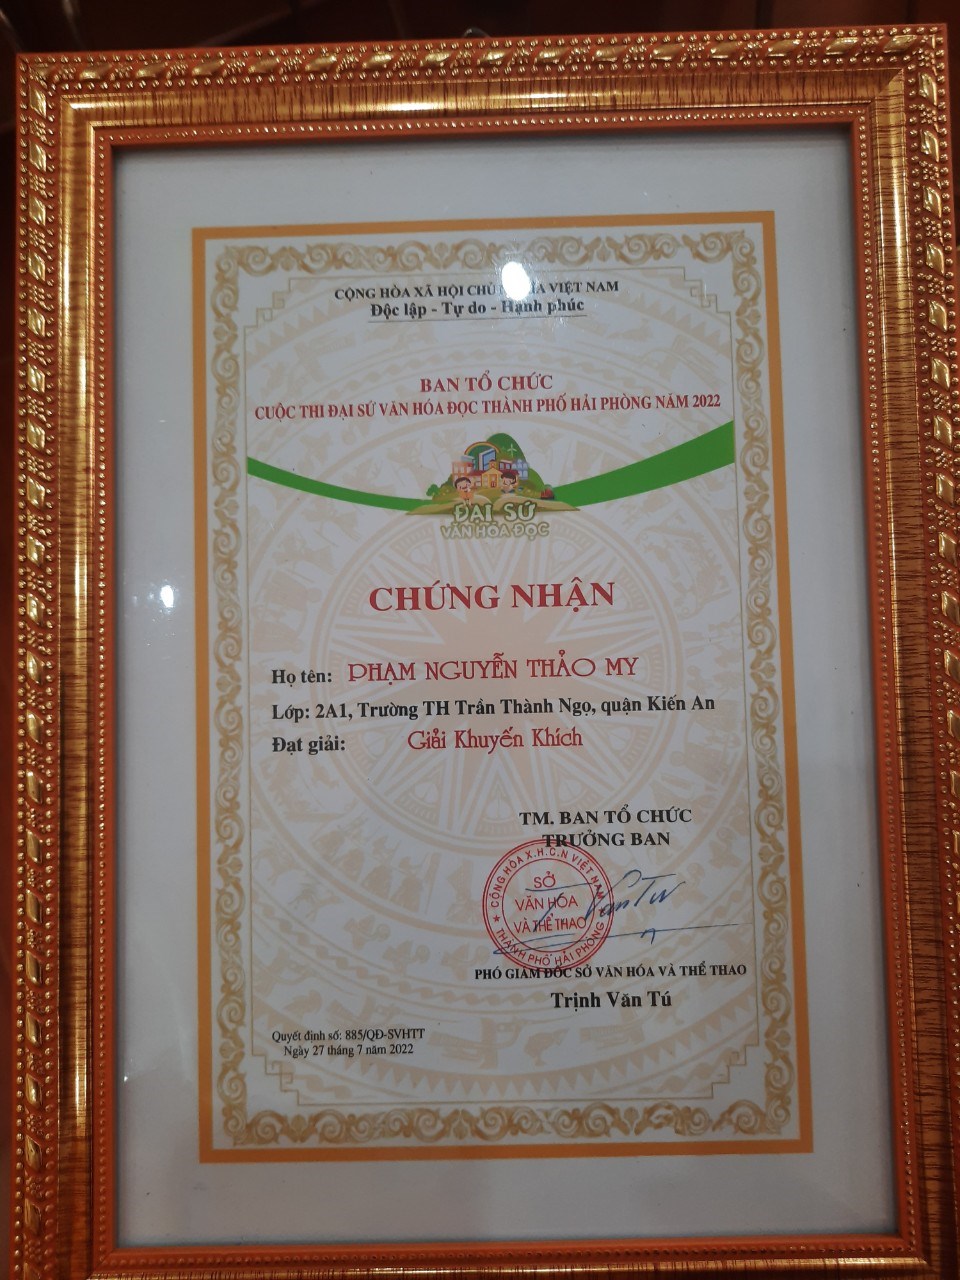 CỘNG HÒA XÃ HỘI CHỦ VIỆT NAM
Độc lập - Tự do - Hạnh phúc
BAN TỔ CHỨC
CUỘC THI ĐẠI SỨ VĂN HÓA ĐỌC THÀNH PHỐ HẢI PHÒNG NĂM 2022
ĐẠI SỨ
VĂN HÓA ĐỌC
CHỨNG NHẬN
Họ tên: PHẠM NGUYỄN THẢO MY
Lớp: 2A1, Trường TH Trần Thành Ngọ, quận Kiến An
Đạt giải: Giải Khuyến Khích
TM. BAN TỔ CHỨC
TRƯỞNG BAN
CỘNG HÒA X.H.C.N VIỆT NAM
SỞ
VĂN HÓA
VÀ THỂ THAO
THÀNH PHỐ HẢI PHÒNG
PHÓ GIÁM ĐỐC SỞ VĂN HÓA VÀ THỂ THAO
Trịnh Văn Tú
Quyết định số: 885/QĐ-SVHTT
Ngày 27 tháng 7 năm 2022